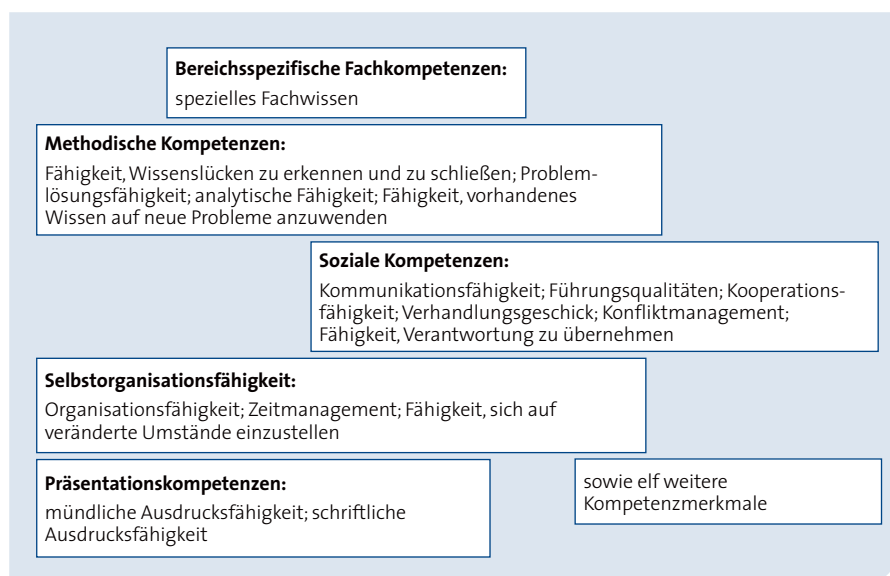 Bereichsspezifische Fachkompetenzen:
spezielles Fachwissen
Methodische Kompetenzen:
Fähigkeit, Wissenslücken zu erkennen und zu schließen; Problem-
lösungsfähigkeit; analytische Fähigkeit; Fähigkeit, vorhandenes
Wissen auf neue Probleme anzuwenden
Soziale Kompetenzen:
Kommunikationsfähigkeit; Führungsqualitäten; Kooperations-
fähigkeit; Verhandlungsgeschick; Konfliktmanagement;
Fähigkeit, Verantwortung zu übernehmen
Selbstorganisationsfähigkeit:
Organisationsfähigkeit; Zeitmanagement; Fähigkeit, sich auf
veränderte Umstände einzustellen
Präsentationskompetenzen:
mündliche Ausdrucksfähigkeit; schriftliche
Ausdrucksfähigkeit
sowie elf weitere
Kompetenzmerkmale